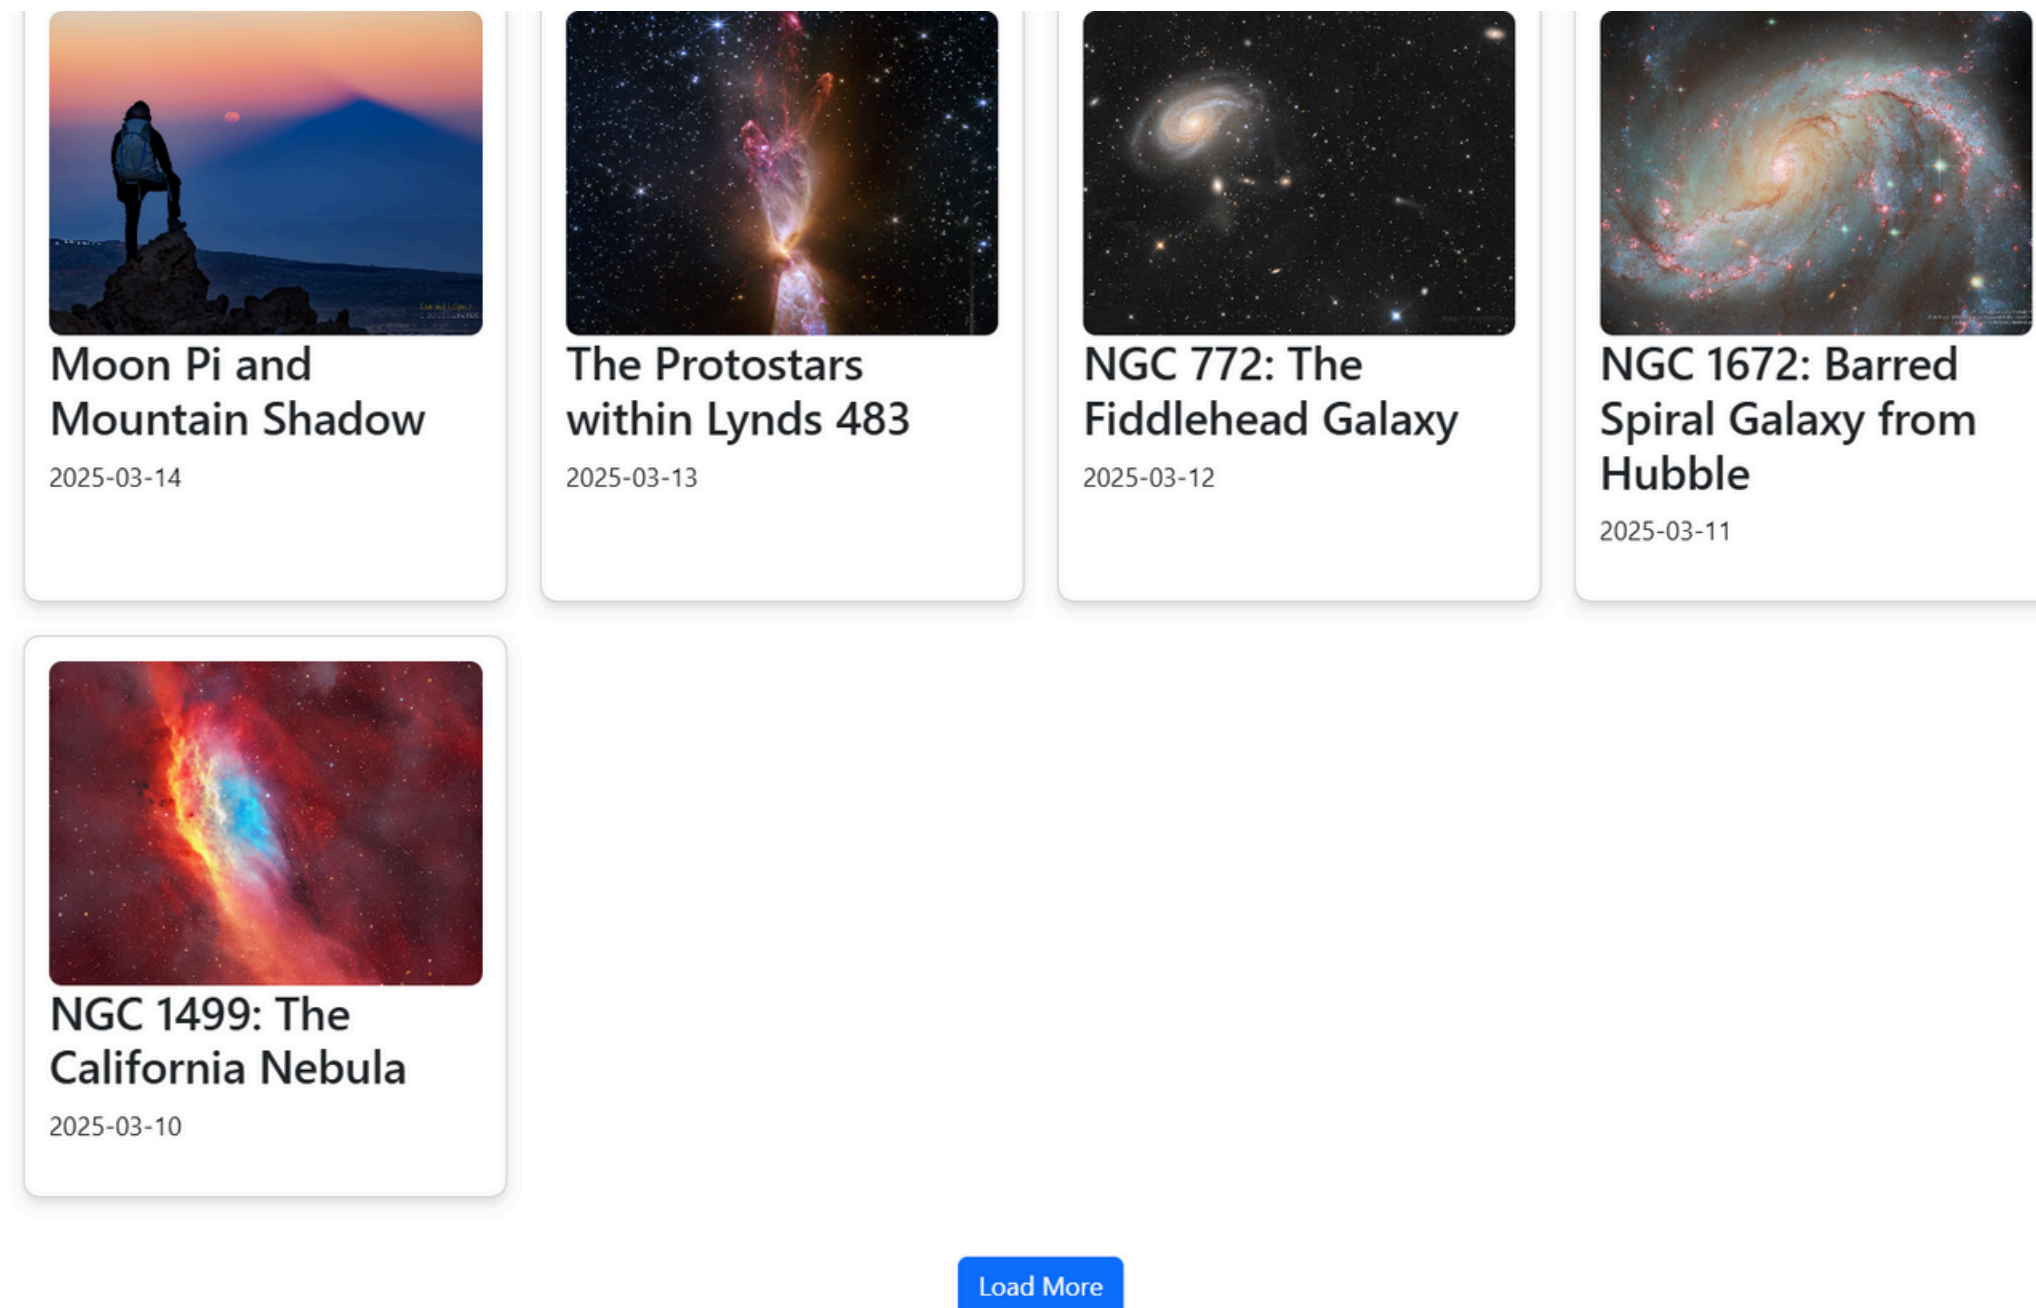 Moon Pi and
Mountain Shadow
2025-03-14
The Protostars
within Lynds 483
2025-03-13
NGC 772: The
Fiddlehead Galaxy
2025-03-12
NGC 1672: Barred
Spiral Galaxy from
Hubble
2025-03-11
NGC 1499: The
California Nebula
2025-03-10
Load More